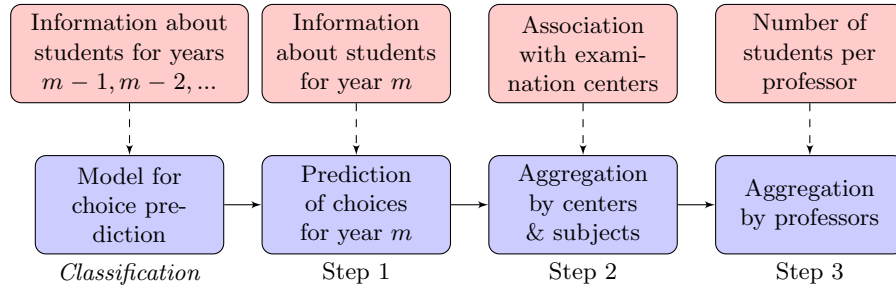 Information about
students for years
m − 1, m − 2, ...
Information
about students
for year m
Association
with exami-
nation centers
Number of
students per
professor
Model for
choice pre-
diction
Prediction
of choices
for year m
Aggregation
by centers
& subjects
Aggregation
by professors
Classification
Step 1
Step 2
Step 3